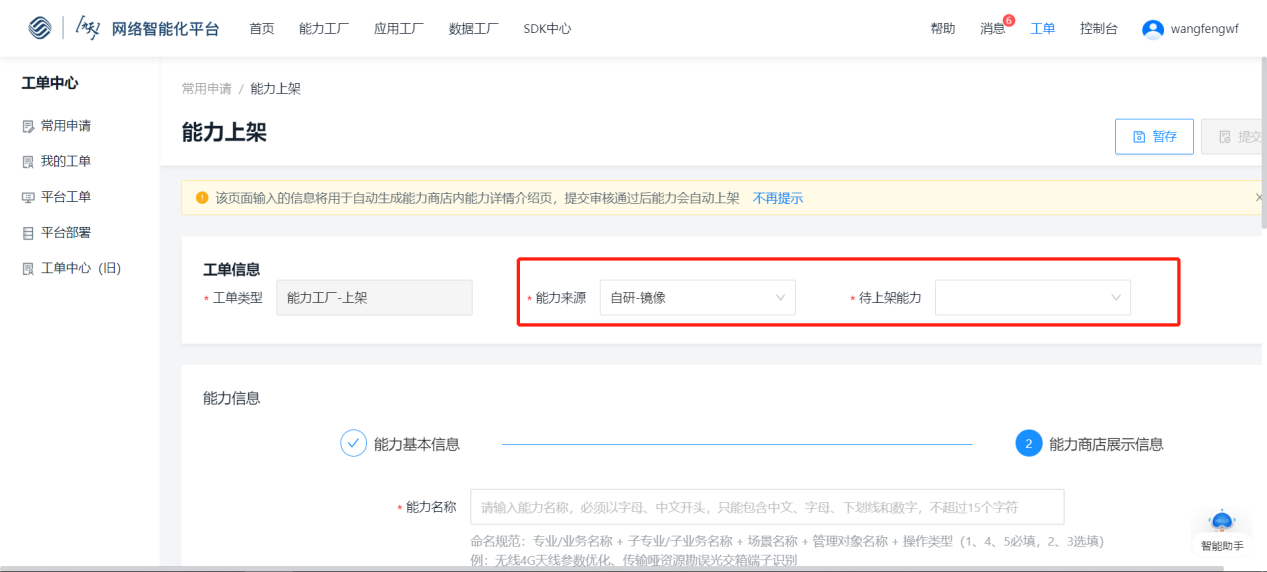 网络智能化平台 首页 能力工厂 应用工厂 数据工厂 SDK中心 帮助 消息 6 工单 控制台 wangfengwf
工单中心
常用申请
我的工单
平台工单
平台部署
工单中心（旧）
常用申请 / 能力上架
能力上架
暂存 提交
该页面输入的信息将用于自动生成能力商店内能力详情介绍页，提交审核通过后能力会自动上架 不再提示
工单信息
* 工单类型 能力工厂-上架 * 能力来源 自研-镜像 * 待上架能力
能力信息
能力基本信息 2 能力商店展示信息
* 能力名称 请输入能力名称，必须以字母、中文开头，只能包含中文、字母、下划线和数字，不超过15个字符
命名规范：专业/业务名称 + 子专业/子业务名称 + 场景名称 + 管理对象名称 + 操作类型（1、4、5必填，2、3选填）
例：无线4G天线参数优化、传输哑资源勘误光交箱端子识别
智能助手